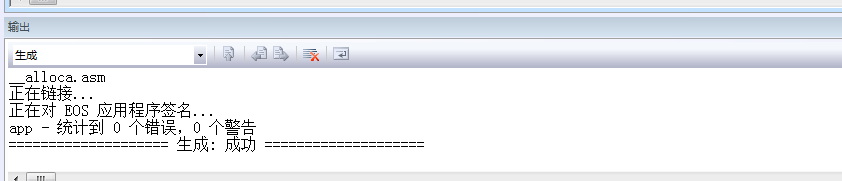 输出
生成
__alloca.asm
正在链接...
正在对 EOS 应用程序签名...
app - 统计到 0 个错误, 0 个警告
==================== 生成: 成功 ====================